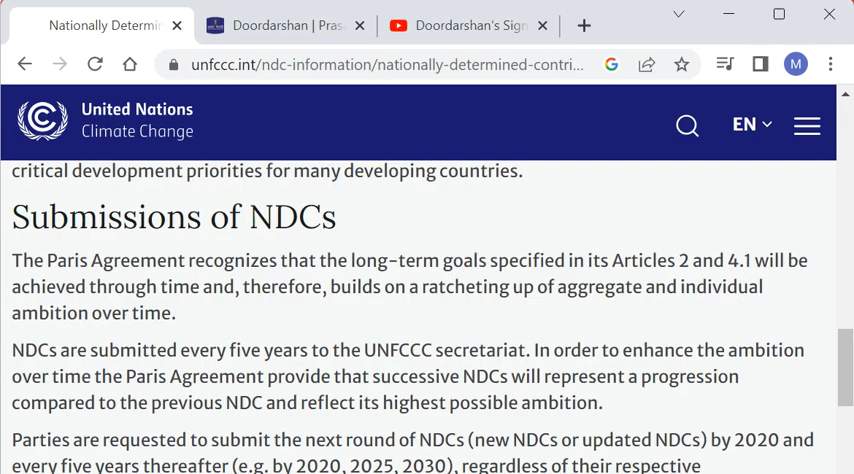 Nationally Determin
Doordarshan | Pras
Doordarshan's Sign
unfccc.int/ndc-information/nationally-determined-contri...
M
United Nations
Climate Change
EN
critical development priorities for many developing countries.
Submissions of NDCs
The Paris Agreement recognizes that the long-term goals specified in its Articles 2 and 4.1 will be
achieved through time and, therefore, builds on a ratcheting up of aggregate and individual
ambition over time.
NDCs are submitted every five years to the UNFCCC secretariat. In order to enhance the ambition
over time the Paris Agreement provide that successive NDCs will represent a progression
compared to the previous NDC and reflect its highest possible ambition.
Parties are requested to submit the next round of NDCs (new NDCs or updated NDCs) by 2020 and
every five years thereafter (e.g. by 2020, 2025, 2030), regardless of their respective